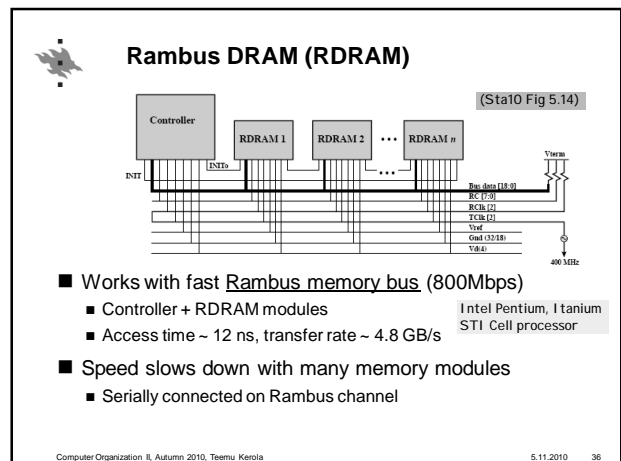 Rambus DRAM (RDRAM)
(Sta10 Fig 5.14)
Controller
RDRAM 1
RDRAM 2
• • •
RDRAM n
Vterm
INITo
INIT
• • •
Bus data [18:0]
RC [7:0]
RClk [2]
TClk [2]
Vref
Gnd (32/18)
Vd(4)
400 MHz
■ Works with fast Rambus memory bus (800Mbps)
■ Controller + RDRAM modules
■ Access time ~ 12 ns, transfer rate ~ 4.8 GB/s
Intel Pentium, Itanium
STI Cell processor
■ Speed slows down with many memory modules
■ Serially connected on Rambus channel
Computer Organization II, Autumn 2010, Teemu Kerola
5.11.2010
36